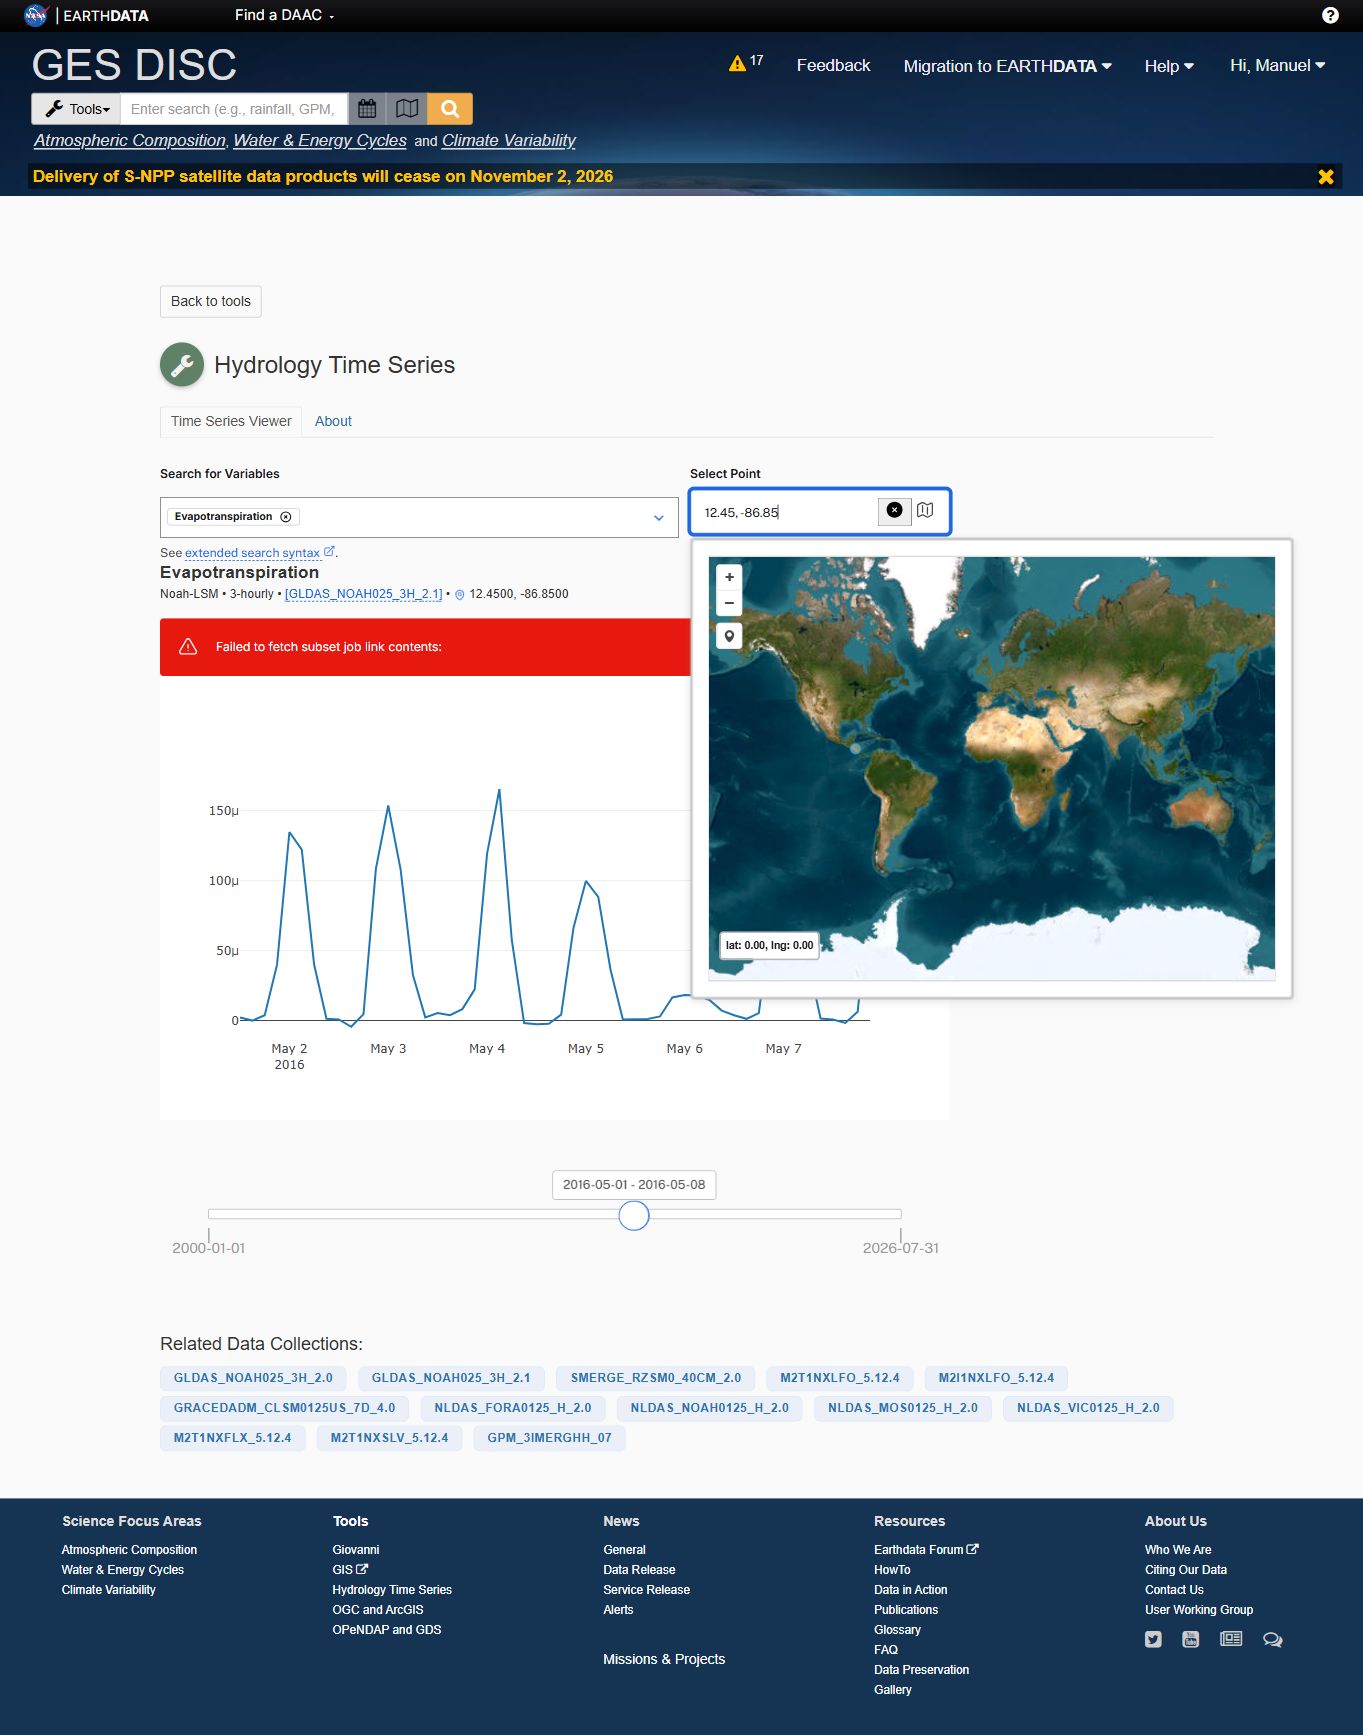 EARTHDATA
Find a DAAC
GES DISC
17
Feedback
Migration to EARTHDATA
Help
Hi, Manuel
Tools
Enter search (e.g., rainfall, GPM,
Atmospheric Composition, Water & Energy Cycles and Climate Variability
Delivery of S-NPP satellite data products will cease on November 2, 2026
Back to tools
Hydrology Time Series
Time Series Viewer
About
Search for Variables
Select Point
Evapotranspiration
12.45, -86.85
See extended search syntax.
Evapotranspiration
Noah-LSM • 3-hourly • [GLDAS_NOAH025_3H_2.1] • 12.4500, -86.8500
Failed to fetch subset job link contents:
+
−
lat: 0.00, lng: 0.00
150μ
100μ
50μ
0
May 2
2016
May 3
May 4
May 5
May 6
May 7
2016-05-01 - 2016-05-08
2000-01-01
2026-07-31
Related Data Collections:
GLDAS_NOAH025_3H_2.0 GLDAS_NOAH025_3H_2.1 SMERGE_RZSM0_40CM_2.0 M2T1NXLFO_5.12.4 M2I1NXLFO_5.12.4
GRACEDADM_CLSM0125US_7D_4.0 NLDAS_FORA0125_H_2.0 NLDAS_NOAH0125_H_2.0 NLDAS_MOS0125_H_2.0 NLDAS_VIC0125_H_2.0
M2T1NXFLX_5.12.4 M2T1NXSLV_5.12.4 GPM_3IMERGHH_07
Science Focus Areas
Atmospheric Composition
Water & Energy Cycles
Climate Variability
Tools
Giovanni
GIS
Hydrology Time Series
OGC and ArcGIS
OPeNDAP and GDS
News
General
Data Release
Service Release
Alerts
Missions & Projects
Resources
Earthdata Forum
HowTo
Data in Action
Publications
Glossary
FAQ
Data Preservation
Gallery
About Us
Who We Are
Citing Our Data
Contact Us
User Working Group